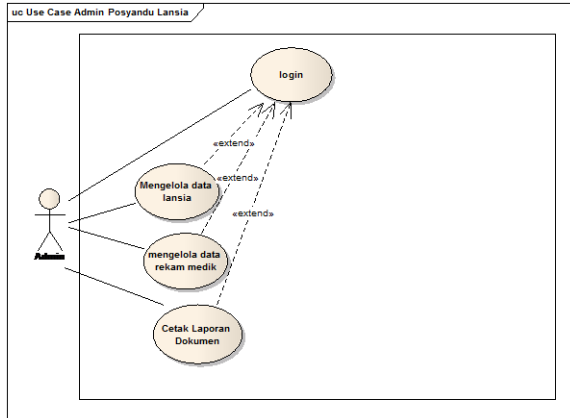 uc Use Case Admin Posyandu Lansia
login
«extend»
Mengelola data
lansia
«extend»
«extend»
Admin
mengelola data
rekam medik
Cetak Laporan
Dokumen